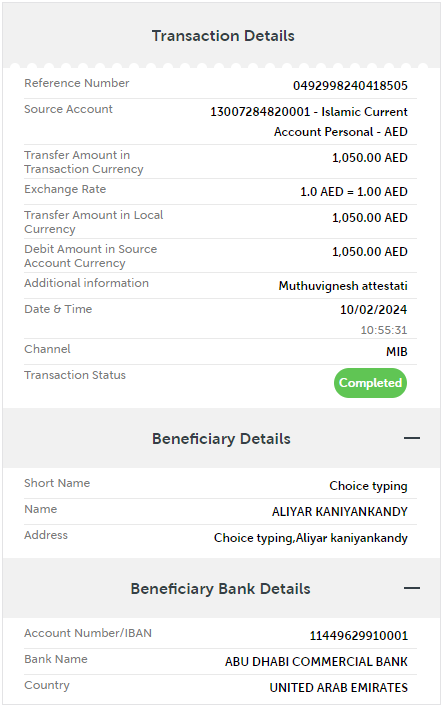 Transaction Details
Reference Number
0492998240418505
Source Account
13007284820001 - Islamic Current
Account Personal - AED
Transfer Amount in
Transaction Currency
1,050.00 AED
Exchange Rate
1.0 AED = 1.00 AED
Transfer Amount in Local
Currency
1,050.00 AED
Debit Amount in Source
Account Currency
1,050.00 AED
Additional information
Muthuvignesh attestati
Date & Time
10/02/2024
10:55:31
Channel
MIB
Transaction Status
Completed
Beneficiary Details
Short Name
Choice typing
Name
ALIYAR KANIYANKANDY
Address
Choice typing,Aliyar kaniyankandy
Beneficiary Bank Details
Account Number/IBAN
11449629910001
Bank Name
ABU DHABI COMMERCIAL BANK
Country
UNITED ARAB EMIRATES